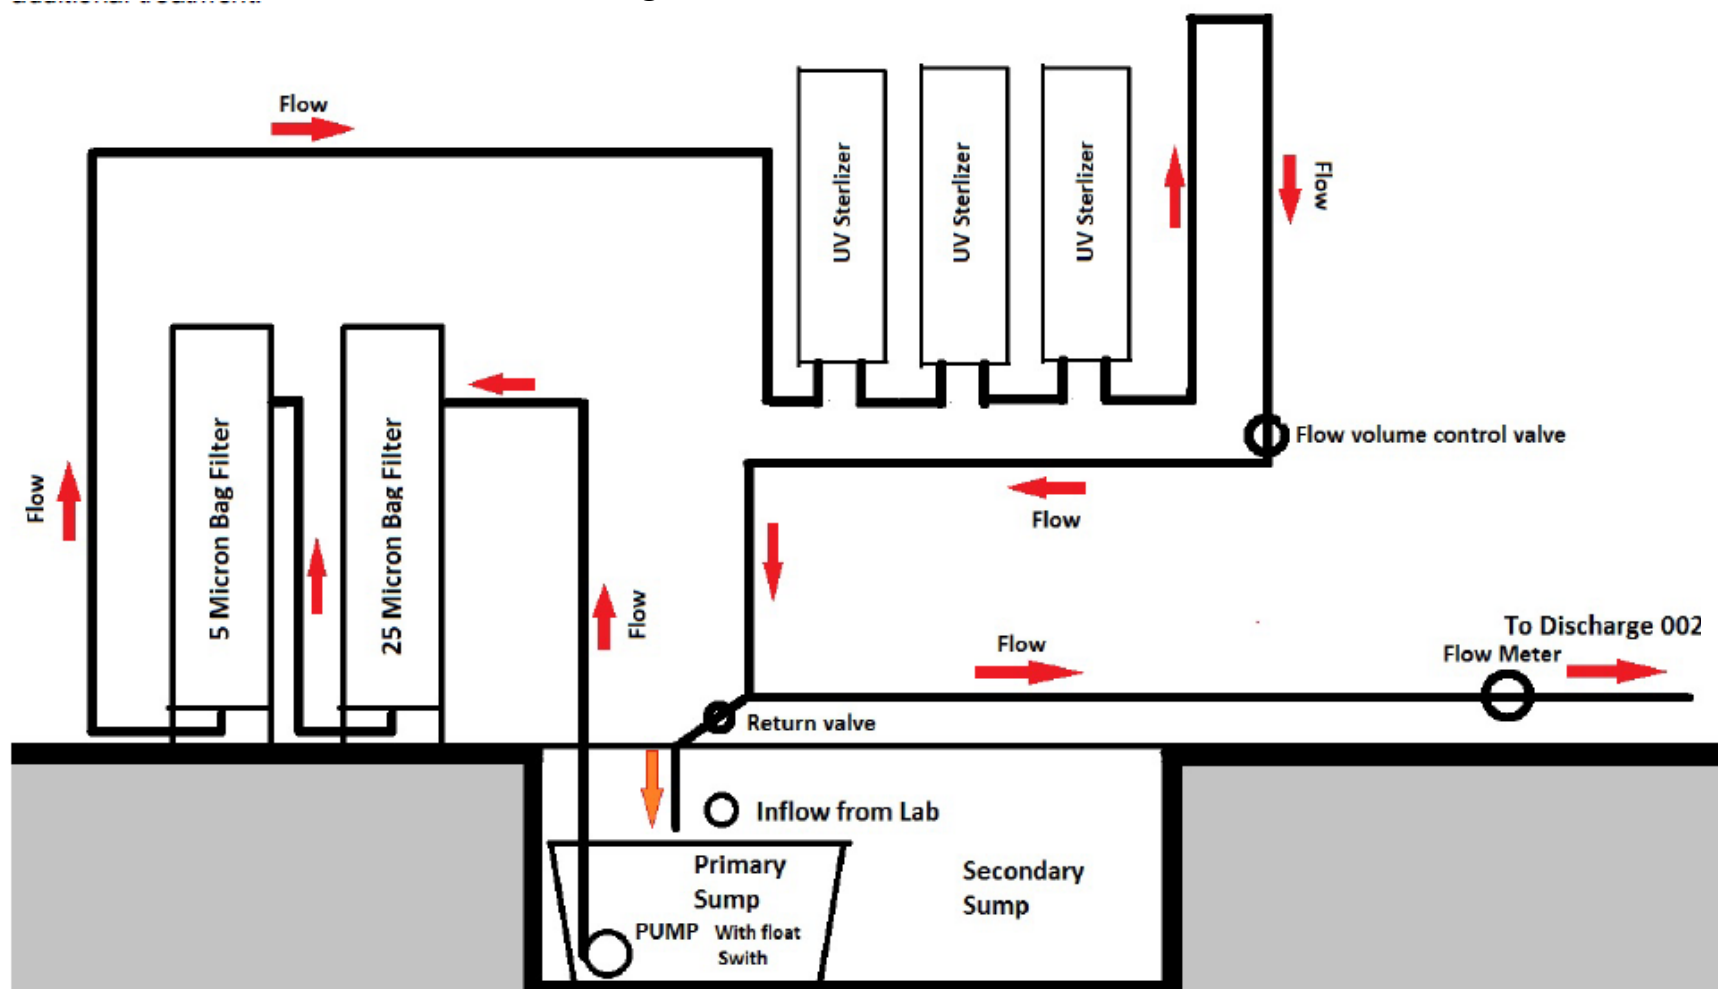 additional treatment.
Flow
UV Sterlizer
UV Sterlizer
UV Sterlizer
Flow
5 Micron Bag Filter
25 Micron Bag Filter
Flow volume control valve
Flow
Flow
Flow
To Discharge 002
Flow
Flow Meter
Return valve
Inflow from Lab
Primary
Sump
Secondary
Sump
PUMP With float
Swith